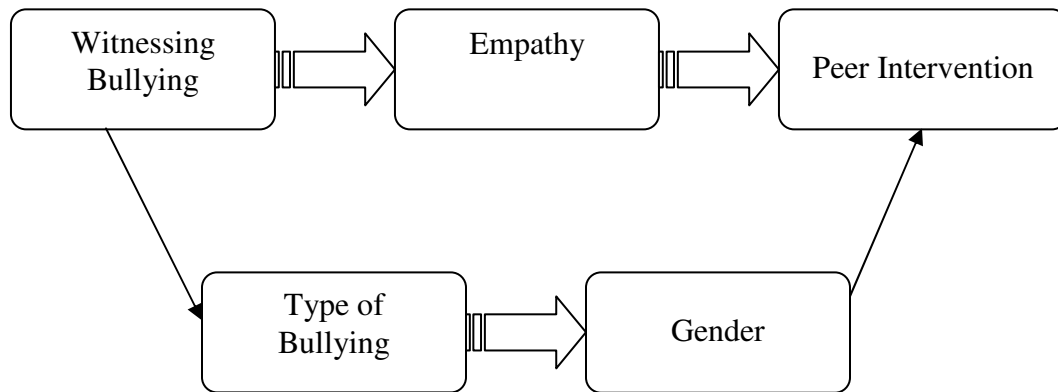 Witnessing
Bullying
Empathy
Peer Intervention
Type of
Bullying
Gender